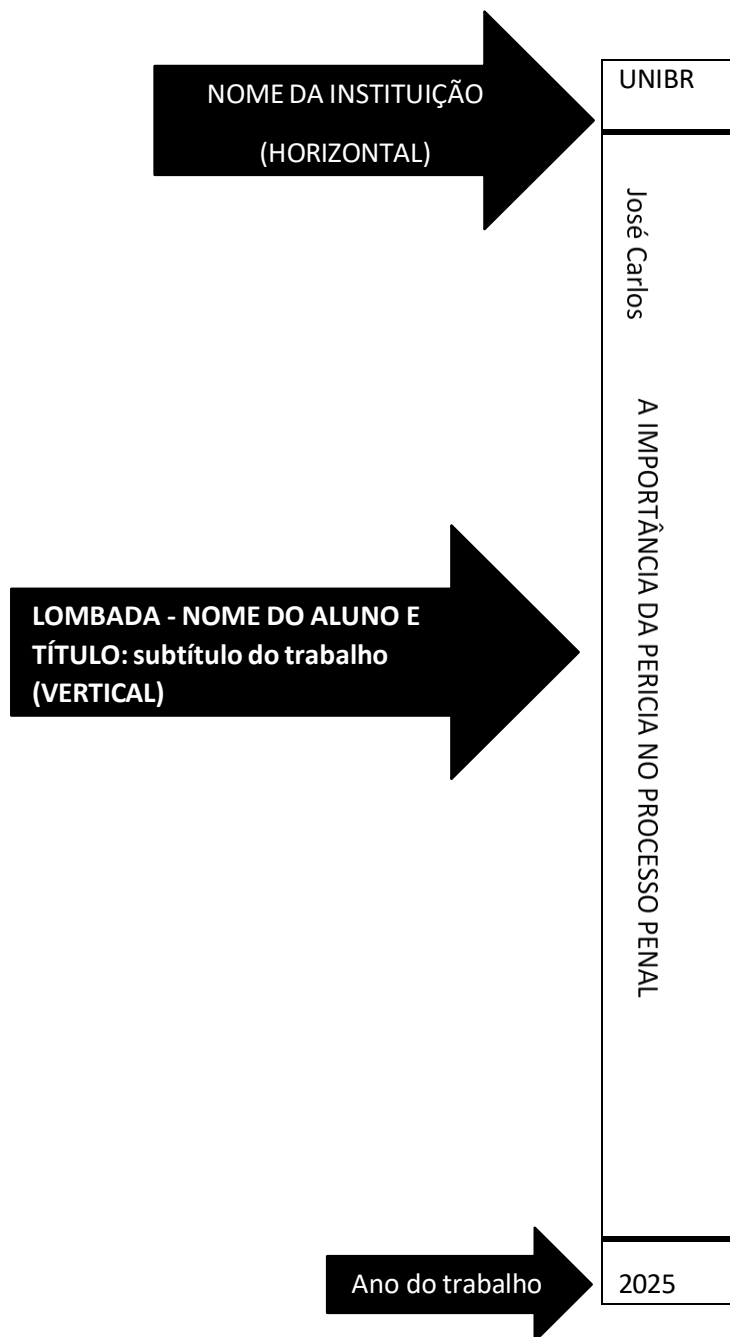 NOME DA INSTITUIÇÃO
(HORIZONTAL)
UNIBR
José Carlos
A IMPORTÂNCIA DA PERICIA NO PROCESSO PENAL
LOMBADA - NOME DO ALUNO E
TÍTULO: subtítulo do trabalho
(VERTICAL)
Ano do trabalho
2025